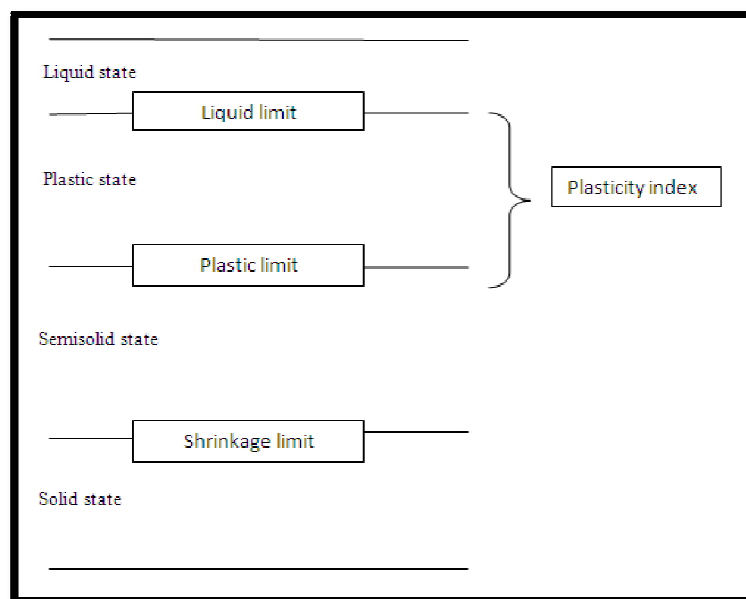 Liquid state
Liquid limit
Plastic state
Plasticity index
Plastic limit
Semisolid state
Shrinkage limit
Solid state